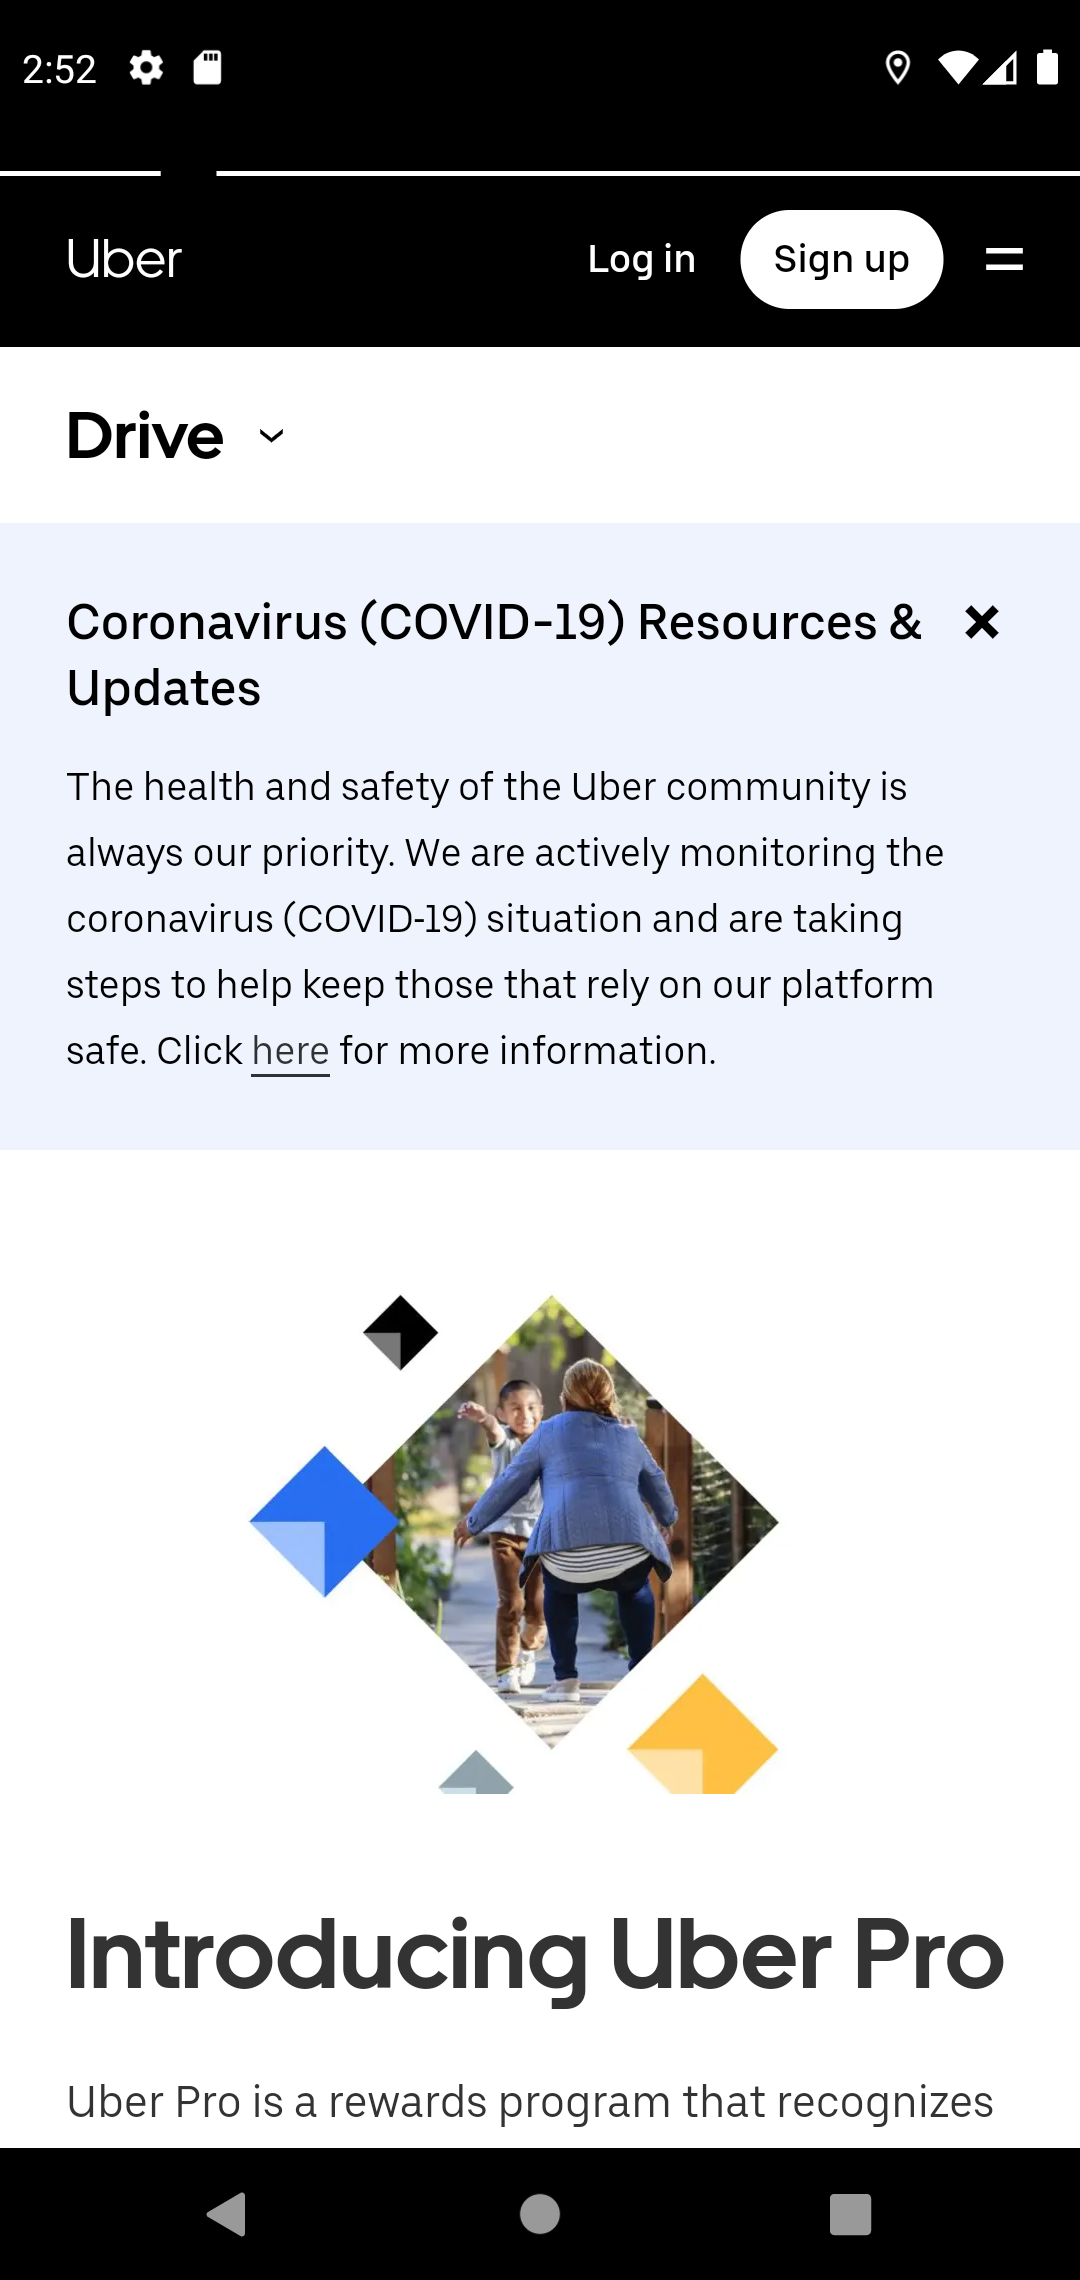 2:52
Uber
Log in
Sign up
Drive
Coronavirus (COVID-19) Resources &
Updates
The health and safety of the Uber community is
always our priority. We are actively monitoring the
coronavirus (COVID-19) situation and are taking
steps to help keep those that rely on our platform
safe. Click here for more information.
Introducing Uber Pro
Uber Pro is a rewards program that recognizes